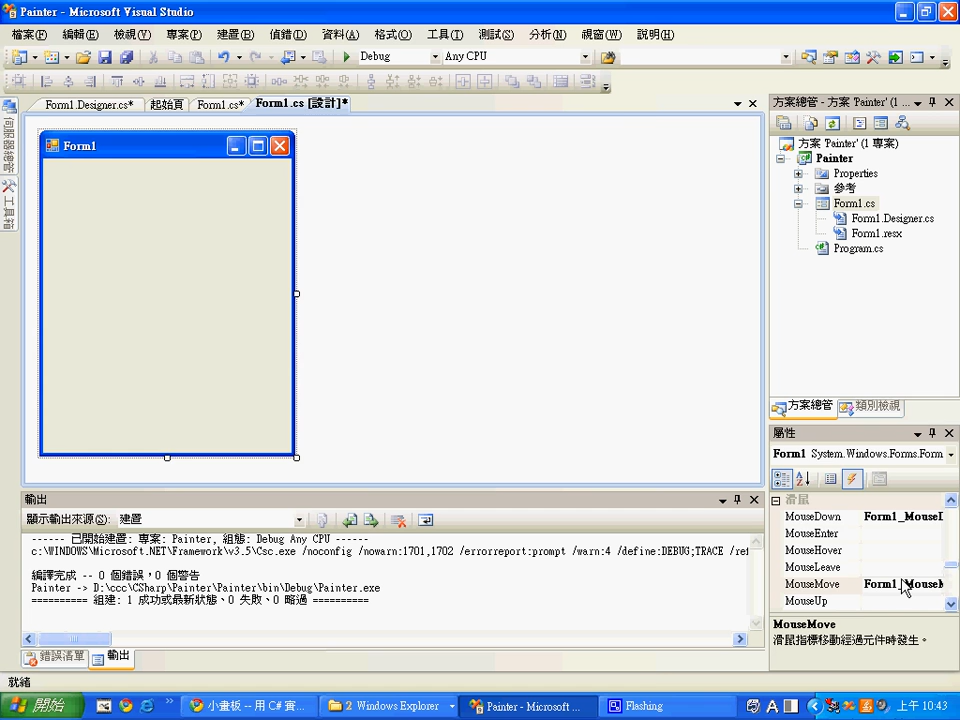 Painter - Microsoft Visual Studio
檔案(F) 編輯(E) 檢視(V) 專案(P) 建置(B) 偵錯(D) 資料(A) 格式(O) 工具(T) 測試(S) 分析(N) 視窗(W) 說明(H)
Debug Any CPU
Form1.Designer.cs* 起始頁 Form1.cs* Form1.cs [設計]*
伺服器總管
工具箱
Form1
方案總管 - 方案 'Painter' (1 ...
方案 'Painter' (1 專案)
Painter
Properties
參考
Form1.cs
Form1.Designer.cs
Form1.resx
Program.cs
方案總管 類別檢視
屬性
Form1 System.Windows.Forms.Form
滑鼠
MouseDown Form1_MouseD
MouseEnter
MouseHover
MouseLeave
MouseMove Form1_MouseM
MouseUp
MouseMove
滑鼠指標移動經過元件時發生。
輸出
顯示輸出來源(S): 建置
------ 已開始建置: 專案: Painter, 組態: Debug Any CPU ------
c:\WINDOWS\Microsoft.NET\Framework\v3.5\Csc.exe /noconfig /nowarn:1701,1702 /errorreport:prompt /warn:4 /define:DEBUG;TRACE /ref
編譯完成 -- 0 個錯誤，0 個警告
Painter -> D:\ccc\CSharp\Painter\Painter\bin\Debug\Painter.exe
========== 組建: 1 成功或最新狀態、0 失敗、0 略過 ==========
錯誤清單 輸出
就緒
開始 小畫板 -- 用 C# 實... 2 Windows Explorer Painter - Microsoft ... Flashing 上午 10:43